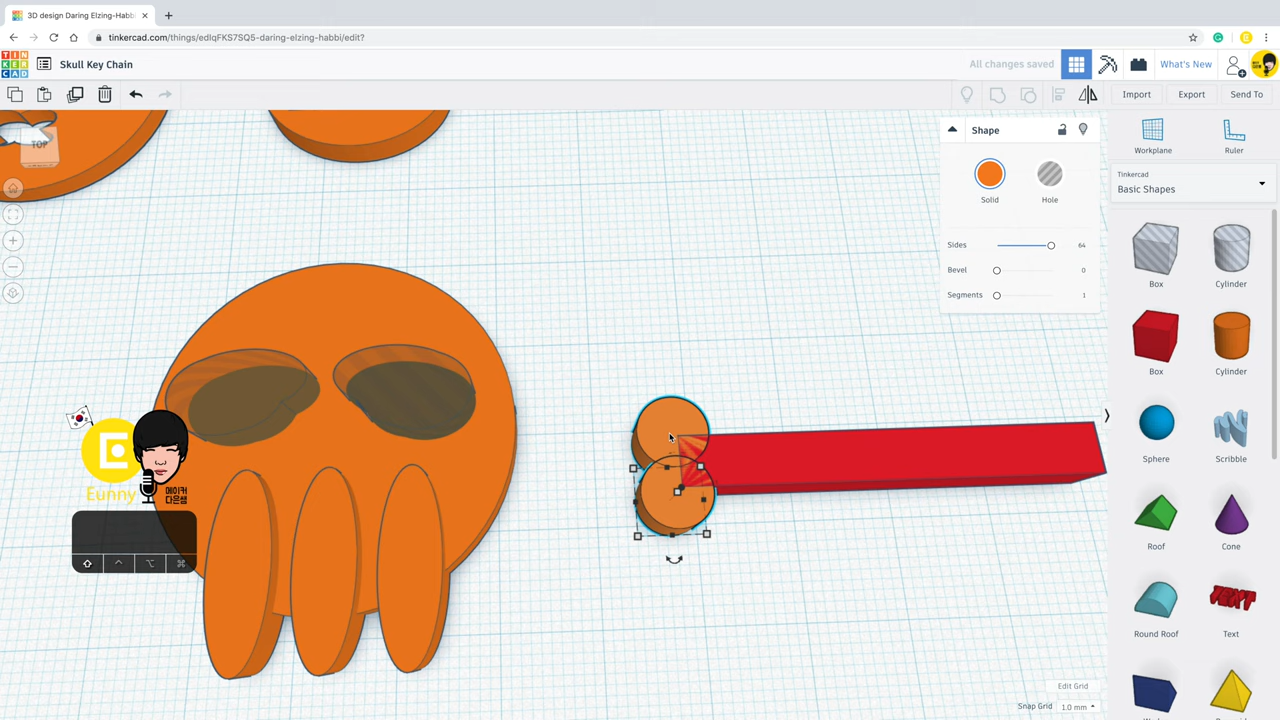 3D design Daring Elzing-Habbi
tinkercad.com/things/edIqFKS7SQ5-daring-elzing-habbi/edit?
TIN
KER
CAD
Skull Key Chain
All changes saved
What's New
Import
Export
Send To
TOP
Shape
Solid
Hole
Sides
64
Bevel
0
Segments
1
Workplane
Ruler
Tinkercad
Basic Shapes
Box
Cylinder
Box
Cylinder
Sphere
Scribble
Roof
Cone
Round Roof
TEXT
Text
E
Eunny
메이커
다은쌤
Edit Grid
Snap Grid
1.0 mm